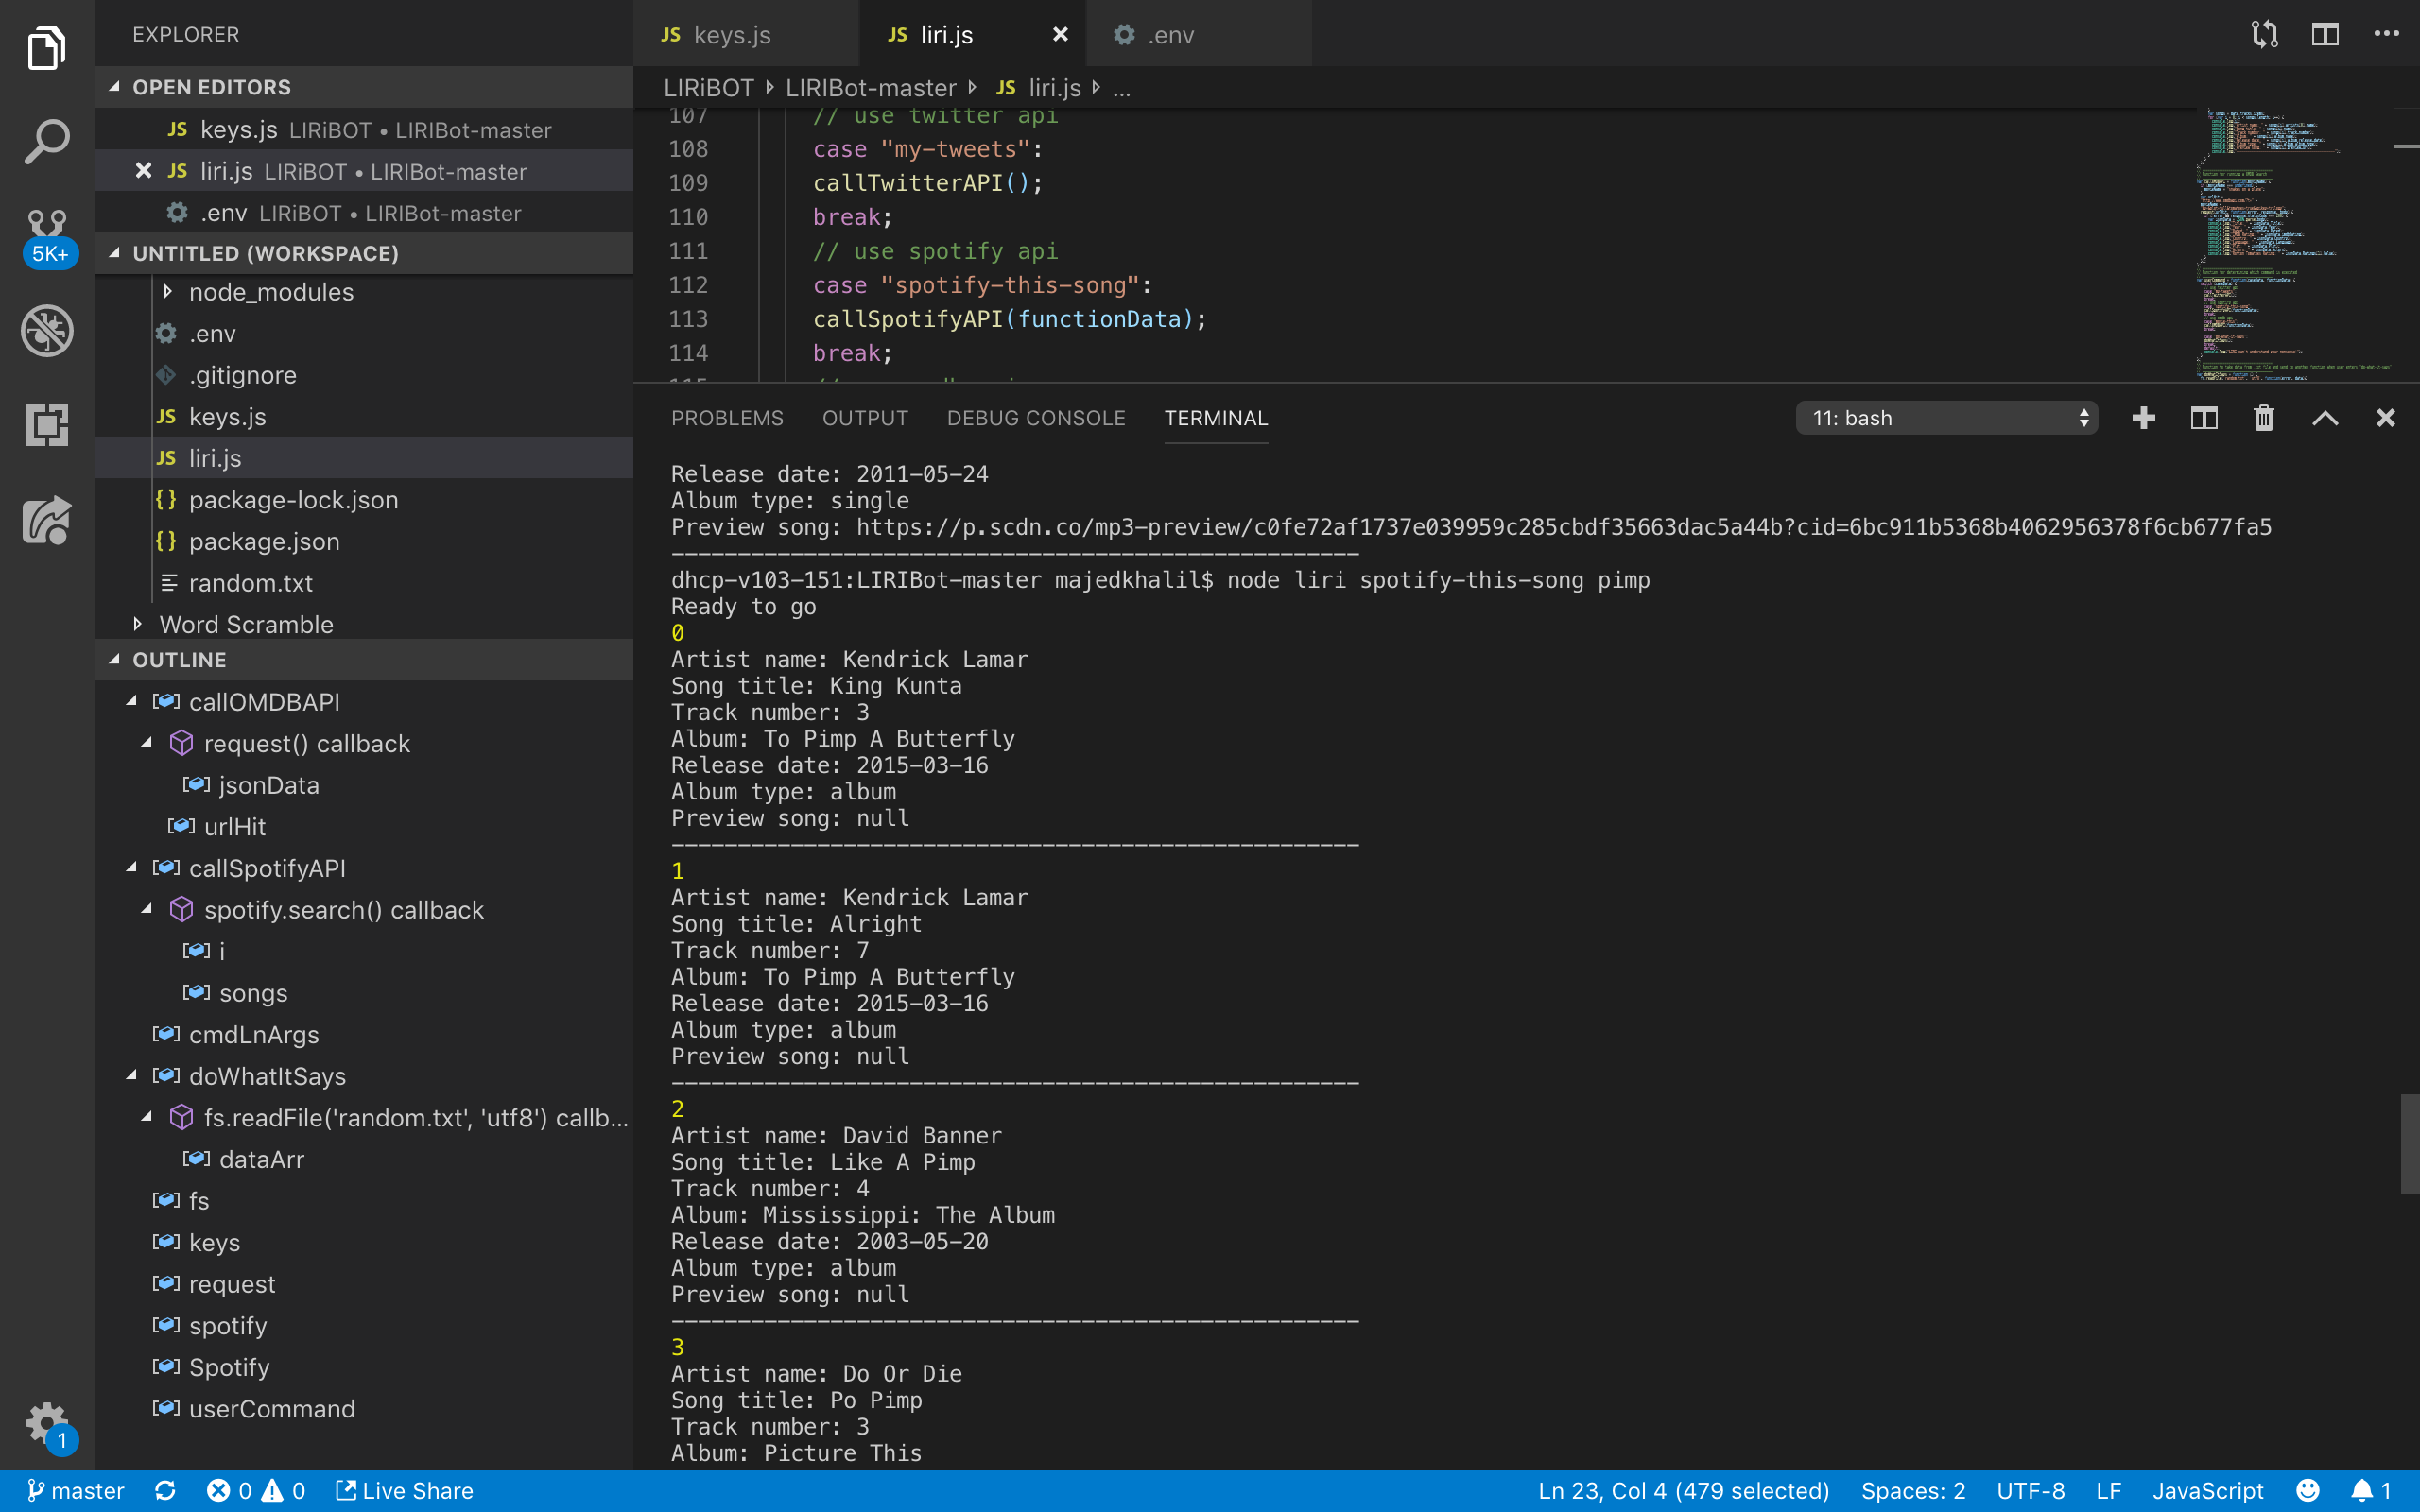 EXPLORER
OPEN EDITORS
JS keys.js LIRiBOT • LIRIBot-master
JS liri.js LIRiBOT • LIRIBot-master
.env LIRiBOT • LIRIBot-master
5K+
UNTITLED (WORKSPACE)
node_modules
.env
.gitignore
JS keys.js
JS liri.js
{} package-lock.json
{} package.json
random.txt
Word Scramble
OUTLINE
callOMDBAPI
request() callback
jsonData
urlHit
callSpotifyAPI
spotify.search() callback
i
songs
cmdLnArgs
doWhatItSays
fs.readFile('random.txt', 'utf8') callb...
dataArr
fs
keys
request
spotify
Spotify
userCommand
1
JS keys.js
JS liri.js
.env
LIRiBOT LIRIBot-master JS liri.js ...
107 // use twitter api
108 case "my-tweets":
109 callTwitterAPI();
110 break;
111 // use spotify api
112 case "spotify-this-song":
113 callSpotifyAPI(functionData);
114 break;
PROBLEMS OUTPUT DEBUG CONSOLE TERMINAL 11: bash
Release date: 2011-05-24
Album type: single
Preview song: https://p.scdn.co/mp3-preview/c0fe72af1737e039959c285cbdf35663dac5a44b?cid=6bc911b5368b4062956378f6cb677fa5
----------------------------------------------------
dhcp-v103-151:LIRIBot-master majedkhalil$ node liri spotify-this-song pimp
Ready to go
0
Artist name: Kendrick Lamar
Song title: King Kunta
Track number: 3
Album: To Pimp A Butterfly
Release date: 2015-03-16
Album type: album
Preview song: null
----------------------------------------------------
1
Artist name: Kendrick Lamar
Song title: Alright
Track number: 7
Album: To Pimp A Butterfly
Release date: 2015-03-16
Album type: album
Preview song: null
----------------------------------------------------
2
Artist name: David Banner
Song title: Like A Pimp
Track number: 4
Album: Mississippi: The Album
Release date: 2003-05-20
Album type: album
Preview song: null
----------------------------------------------------
3
Artist name: Do Or Die
Song title: Po Pimp
Track number: 3
Album: Picture This
master 0 0 Live Share Ln 23, Col 4 (479 selected) Spaces: 2 UTF-8 LF JavaScript 1